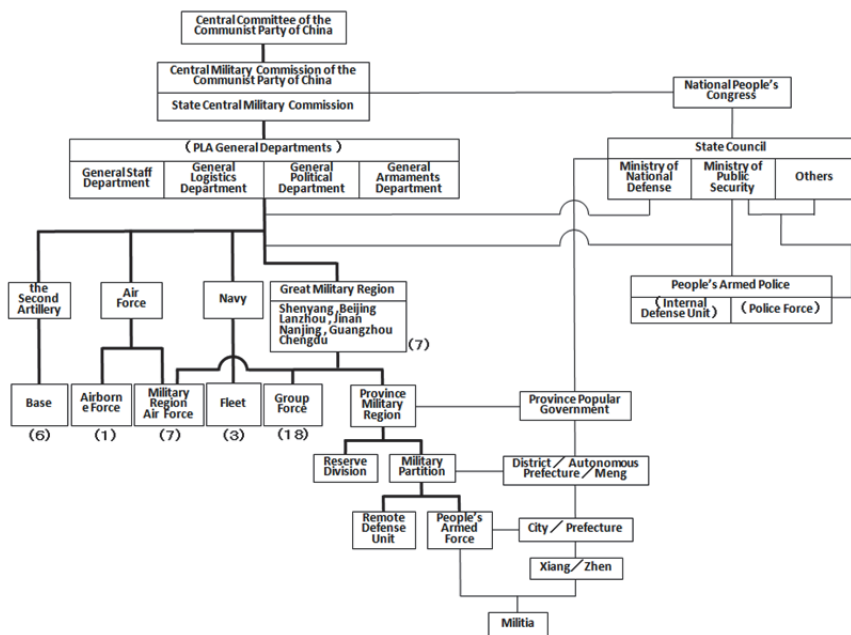 Central Committee of the
Communist Party of China
Central Military Commission of the
Communist Party of China
State Central Military Commission
National People's
Congress
(PLA General Departments)
General Staff
Department
General
Logistics
Department
General
Political
Department
General
Armaments
Department
State Council
Ministry of
National
Defense
Ministry of
Public
Security
Others
the
Second
Artillery
Air
Force
Navy
Great Military Region
Shenyang,Beijing
Lanzhou,Jinan
Nanjing,Guangzhou
Chengdu
(7)
People's Armed Police
(Internal
Defense Unit)
(Police Force)
Base
(6)
Airborn
e Force
(1)
Military
Region
Air Force
(7)
Fleet
(3)
Group
Force
(18)
Province
Military
Region
Province Popular
Government
Reserve
Division
Military
Partition
District/Autonomous
Prefecture/Meng
Remote
Defense
Unit
People's
Armed
Force
City/Prefecture
Xiang/Zhen
Militia